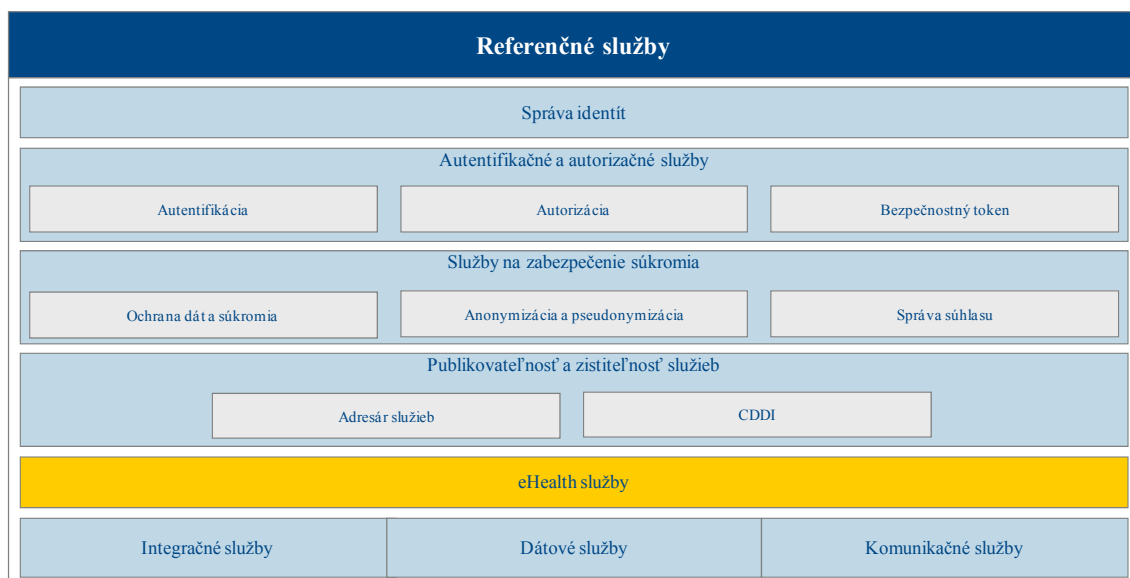 Referenčné služby
Správa identít
Autentifikačné a autorizačné služby
Autentifikácia
Autorizácia
Bezpečnostný token
Služby na zabezpečenie súkromia
Ochrana dát a súkromia
Anonymizácia a pseudonymizácia
Správa súhlasu
Publikovateľnosť a zistiteľnosť služieb
Adresár služieb
CDDI
eHealth služby
Integračné služby
Dátové služby
Komunikačné služby